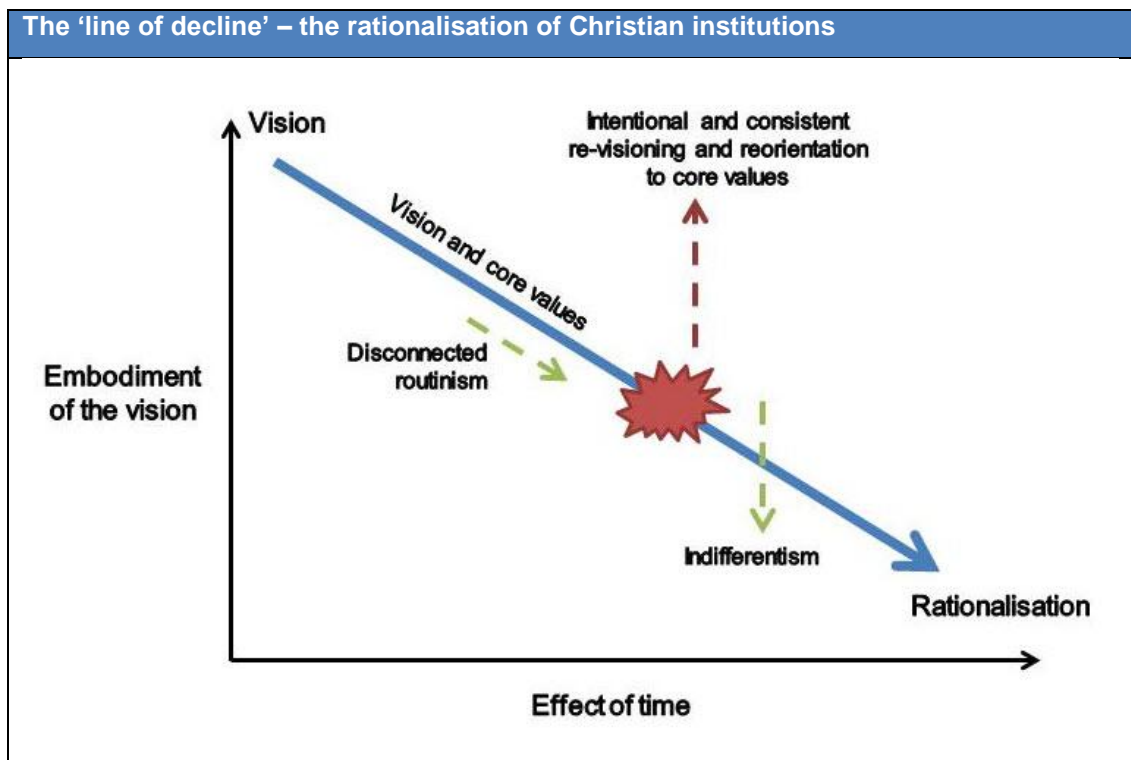 The ‘line of decline’ – the rationalisation of Christian institutions
Vision
Intentional and consistent
re-visioning and reorientation
to core values
Vision and core values
Disconnected
routinism
Embodiment
of the vision
Indifferentism
Rationalisation
Effect of time